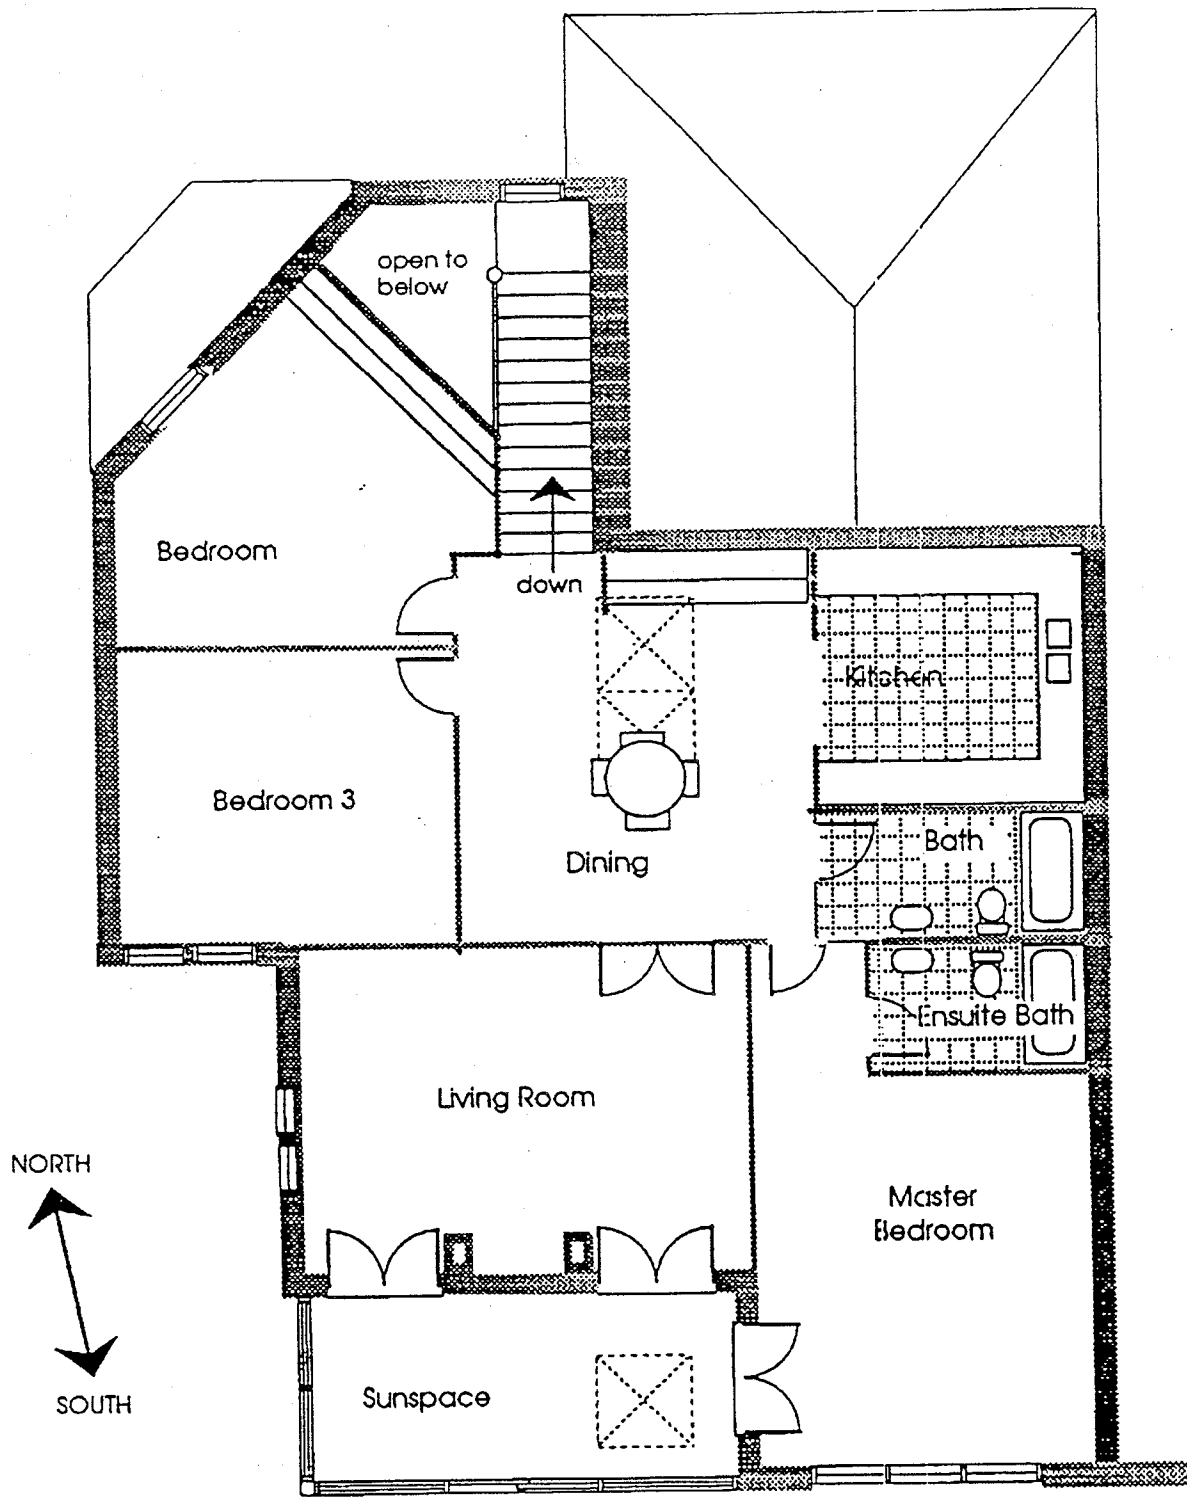 open to
below
Bedroom
down
Kitchen
Bedroom 3
Bath
Dining
Ensuite Bath
Living Room
NORTH
Master
Bedroom
Sunspace
SOUTH